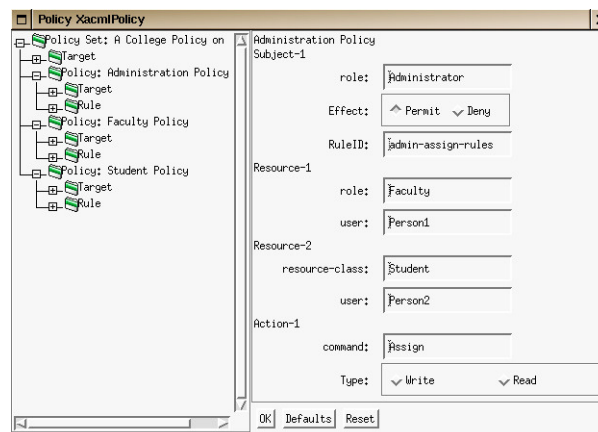 Policy XacmlPolicy
Policy Set: A College Policy on
Target
Policy: Administration Policy
Target
Rule
Policy: Faculty Policy
Target
Rule
Policy: Student Policy
Target
Rule
Administration Policy
Subject-1
role: Administrator
Effect: Permit Deny
RuleID: admin-assign-rules
Resource-1
role: Faculty
user: Person1
Resource-2
resource-class: Student
user: Person2
Action-1
command: Assign
Type: Write Read
OK Defaults Reset